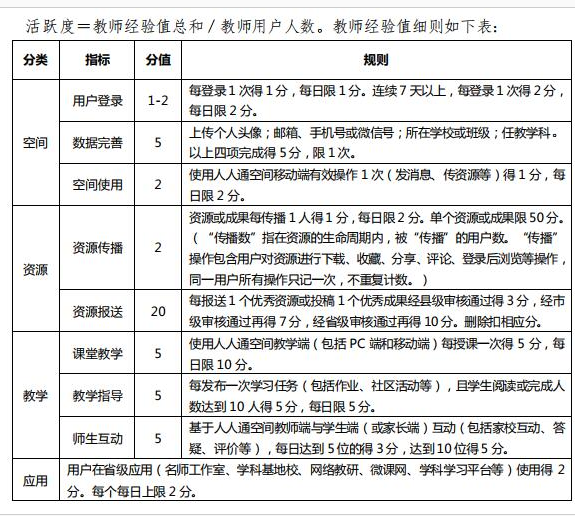 活跃度＝教师经验值总和/教师用户人数。教师经验值细则如下表：
分类 指标 分值 规则
空间
用户登录 1-2
每登录1次得1分，每日限1分。连续7天以上，每登录1次得2分，
每日限2分。
数据完善 5
上传个人头像；邮箱、手机号或微信号；所在学校或班级；任教学科。
以上四项完成得5分，限1次。
空间使用 2
使用人人通空间移动端有效操作1次（发消息、传资源等）得1分，每
日限2分。
资源
资源传播 2
资源或成果每传播1人得1分，每日限2分。单个资源或成果限50分。
（“传播数”指在资源的生命周期内，被“传播”的用户数。“传播”
操作包含用户对资源进行下载、收藏、分享、评论、登录后浏览等操作，
同一用户所有操作只记一次，不重复计数。）
资源报送 20
每报送1个优秀资源或投稿1个优秀成果经县级审核通过得3分，经市
级审核通过再得7分，经省级审核通过再得10分。删除扣相应分。
教学
课堂教学 5
使用人人通空间教学端（包括PC端和移动端）每授课一次得5分，每
日限10分。
教学指导 5
每发布一次学习任务（包括作业、社区活动等），且学生阅读或完成人
数达到10人得5分，每日限5分。
师生互动 5
基于人人通空间教师端与学生端（或家长端）互动（包括家校互动、答
疑、评价等），每日达到5位的得3分，达到10位得5分。
应用
用户在省级应用（名师工作室、学科基地校、网络教研、微课网、学科学习平台等）使用得2
分。每个每日上限2分。